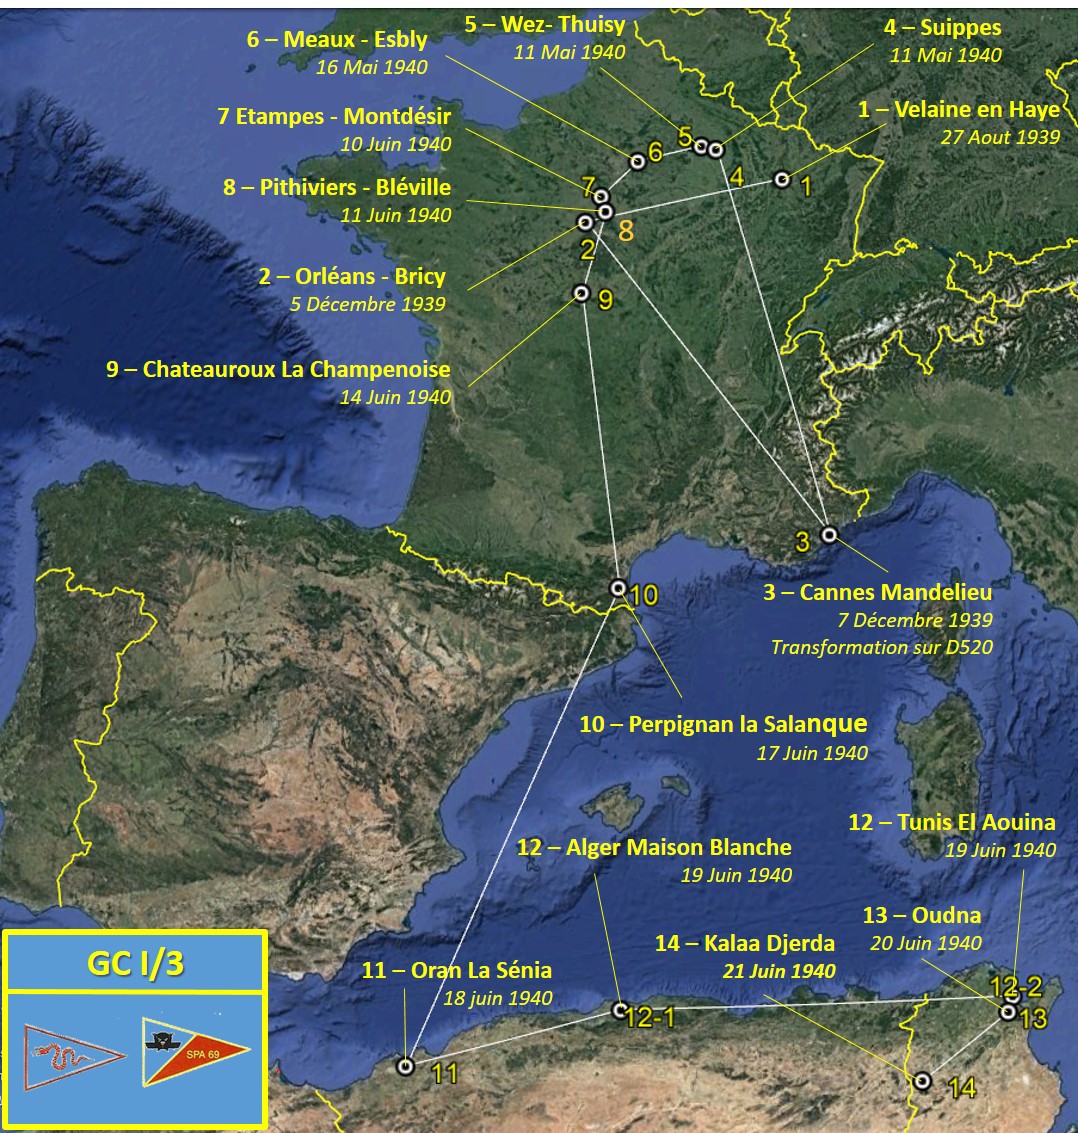 6 – Meaux - Esbly
16 Mai 1940
5 – Wez- Thuisy
11 Mai 1940
4 – Suippes
11 Mai 1940
7 Etampes - Montdésir
10 Juin 1940
1 – Velaine en Haye
27 Aout 1939
8 – Pithiviers - Bléville
11 Juin 1940
2 – Orléans - Bricy
5 Décembre 1939
9 – Chateauroux La Champenoise
14 Juin 1940
5
6
4
1
7
8
2
9
3
10
3 – Cannes Mandelieu
7 Décembre 1939
Transformation sur D520
10 – Perpignan la Salanque
17 Juin 1940
12 – Alger Maison Blanche
19 Juin 1940
12 – Tunis El Aouina
19 Juin 1940
13 – Oudna
20 Juin 1940
14 – Kalaa Djerda
21 Juin 1940
11 – Oran La Sénia
18 juin 1940
12-2
12-1
13
11
14
GC I/3
SPA 69